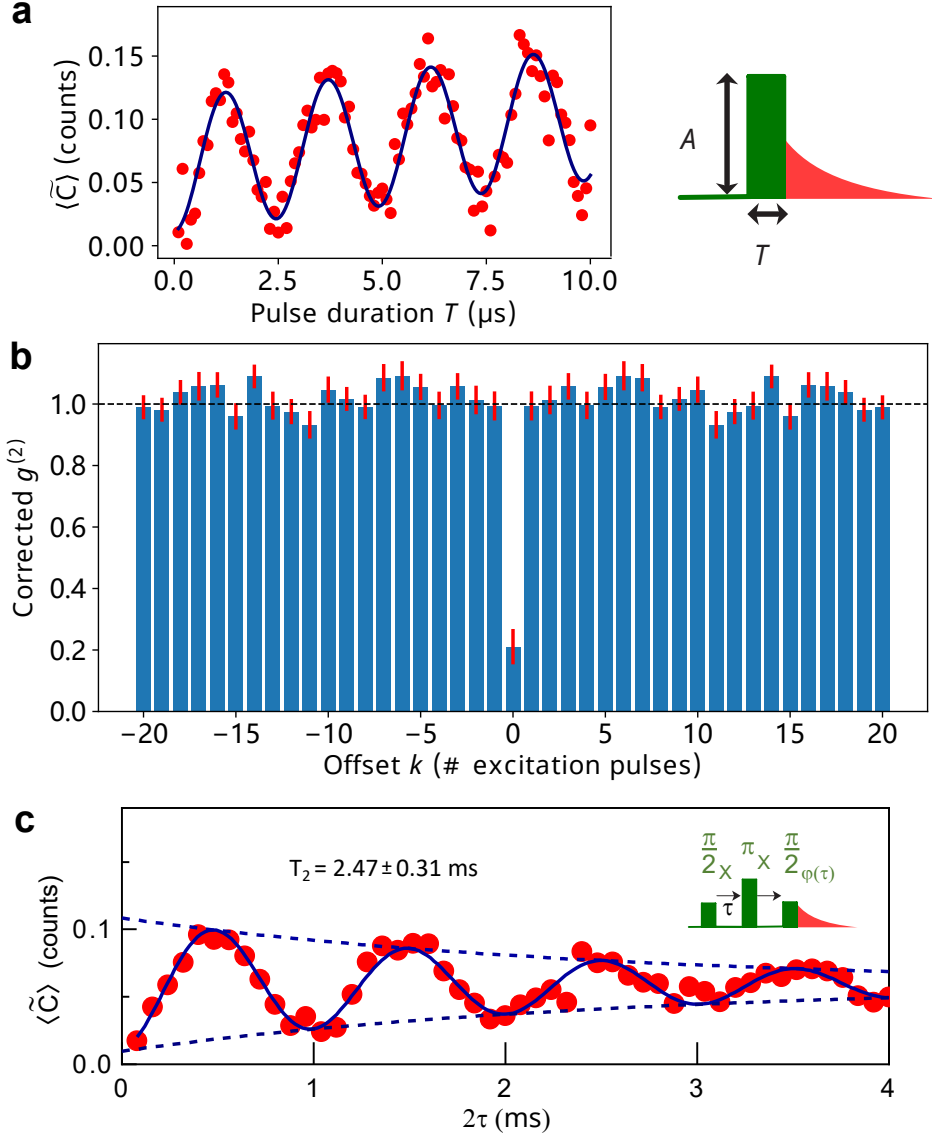 a
0.15
0.10
0.05
0.00
⟨C̃⟩ (counts)
0.0 2.5 5.0 7.5 10.0
Pulse duration T (µs)
A
T
b
1.0
0.8
0.6
0.4
0.2
0.0
Corrected g⁽²⁾
−20 −15 −10 −5 0 5 10 15 20
Offset k (# excitation pulses)
c
T₂ = 2.47 ± 0.31 ms
π/2 X π X π/2 φ(τ)
τ
0.1
0.0
⟨C̃⟩ (counts)
0 1 2 3 4
2τ (ms)